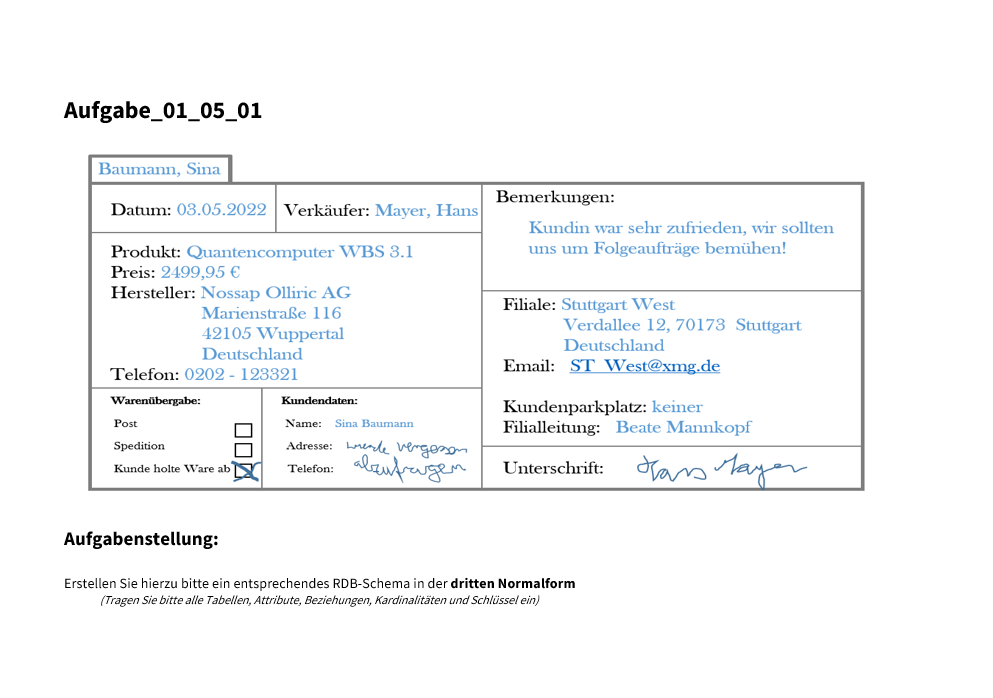 Aufgabe_01_05_01
Baumann, Sina
Datum: 03.05.2022
Verkäufer: Mayer, Hans
Produkt: Quantencomputer WBS 3.1
Preis: 2499,95 €
Hersteller: Nossap Olliric AG
Marienstraße 116
42105 Wuppertal
Deutschland
Telefon: 0202 - 123321
Warenübergabe:
Post
Spedition
Kunde holte Ware ab
Kundendaten:
Name: Sina Baumann
Adresse: wurde vergessen
Telefon: abzufragen
Bemerkungen:
Kundin war sehr zufrieden, wir sollten
uns um Folgeaufträge bemühen!
Filiale: Stuttgart West
Verdallee 12, 70173 Stuttgart
Deutschland
Email: ST_West@xmg.de
Kundenparkplatz: keiner
Filialleitung: Beate Mannkopf
Unterschrift: Hans Mayer
Aufgabenstellung:
Erstellen Sie hierzu bitte ein entsprechendes RDB-Schema in der dritten Normalform
(Tragen Sie bitte alle Tabellen, Attribute, Beziehungen, Kardinalitäten und Schlüssel ein)